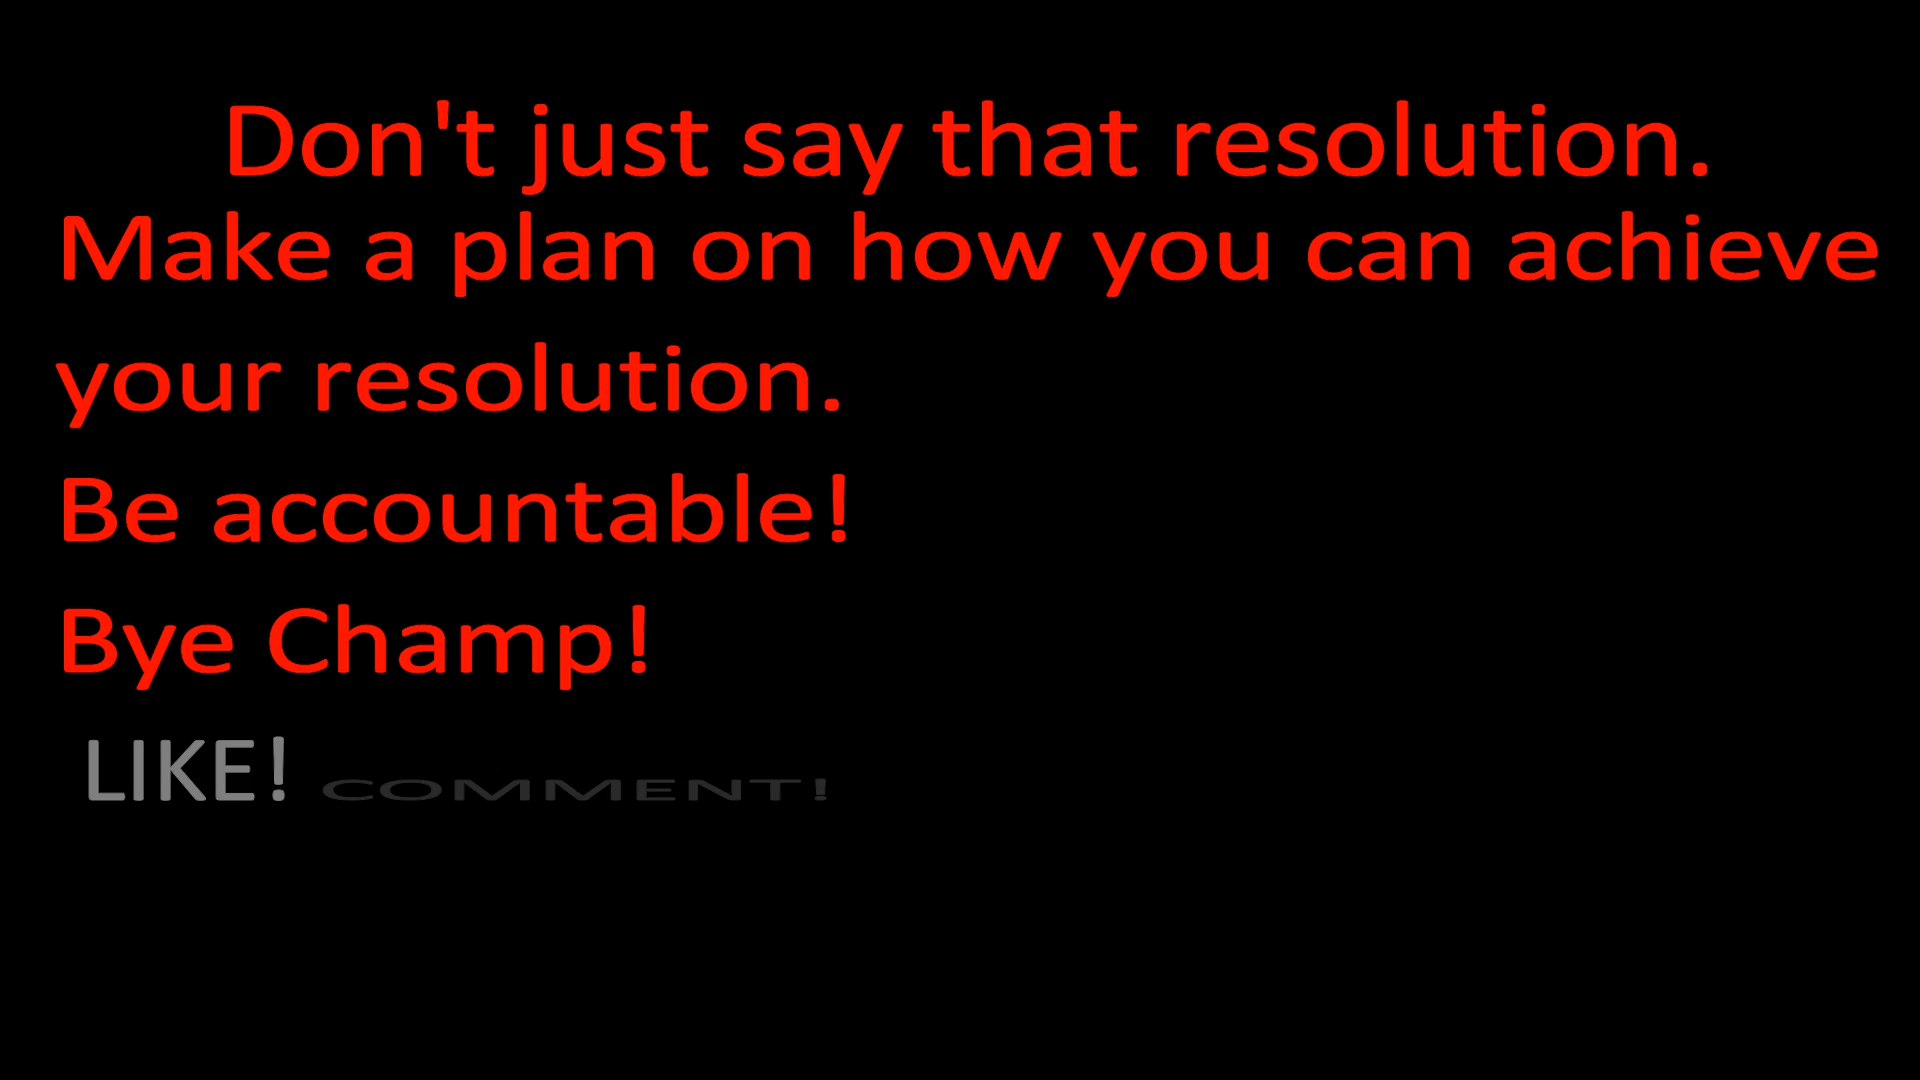 Don't just say that resolution.
Make a plan on how you can achieve
your resolution.
Be accountable!
Bye Champ!
LIKE! COMMENT!